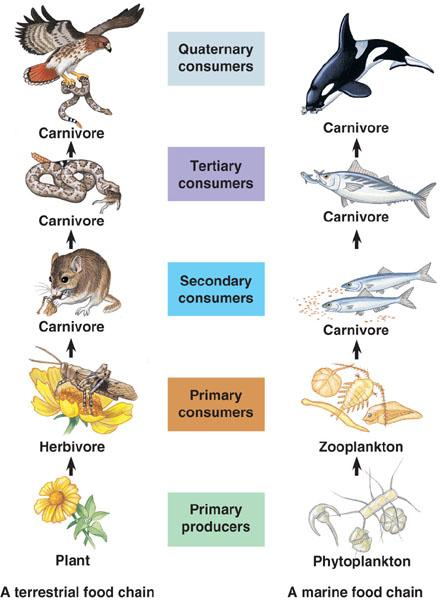 Quaternary
consumers
Carnivore
Carnivore
Tertiary
consumers
Carnivore
Carnivore
Secondary
consumers
Carnivore
Carnivore
Primary
consumers
Herbivore
Zooplankton
Primary
producers
Plant
Phytoplankton
A terrestrial food chain
A marine food chain